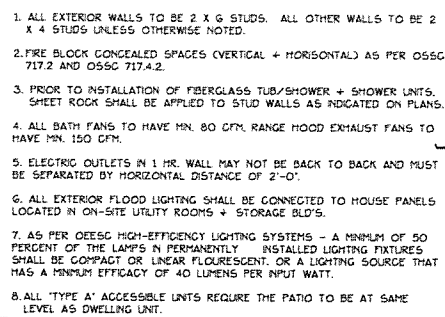 1. ALL EXTERIOR WALLS TO BE 2 X 6 STUDS. ALL OTHER WALLS TO BE 2
X 4 STUDS UNLESS OTHERWISE NOTED.
2. FIRE BLOCK CONCEALED SPACES (VERTICAL + HORISONTAL) AS PER OSSC
717.2 AND OSSC 717.4.2.
3. PRIOR TO INSTALLATION OF FIBERGLASS TUB/SHOWER + SHOWER UNITS.
SHEET ROCK SHALL BE APPLIED TO STUD WALLS AS INDICATED ON PLANS.
4. ALL BATH FANS TO HAVE MIN. 80 CFM. RANGE HOOD EXHAUST FANS TO
HAVE MIN. 150 CFM.
5. ELECTRIC OUTLETS IN 1 HR. WALL MAY NOT BE BACK TO BACK AND MUST
BE SEPARATED BY HORIZONTAL DISTANCE OF 2'-0".
6. ALL EXTERIOR FLOOD LIGHTING SHALL BE CONNECTED TO HOUSE PANELS
LOCATED IN ON-SITE UTILITY ROOMS + STORAGE BLD'S.
7. AS PER OEESC HIGH-EFFICIENCY LIGHTING SYSTEMS - A MINIMUM OF 50
PERCENT OF THE LAMPS IN PERMANENTLY INSTALLED LIGHTING FIXTURES
SHALL BE COMPACT OR LINEAR FLOURESCENT. OR A LIGHTING SOURCE THAT
HAS A MINIMUM EFFICACY OF 40 LUMENS PER INPUT WATT.
8. ALL "TYPE A" ACCESSIBLE UNITS REQUIRE THE PATIO TO BE AT SAME
LEVEL AS DWELLING UNIT.